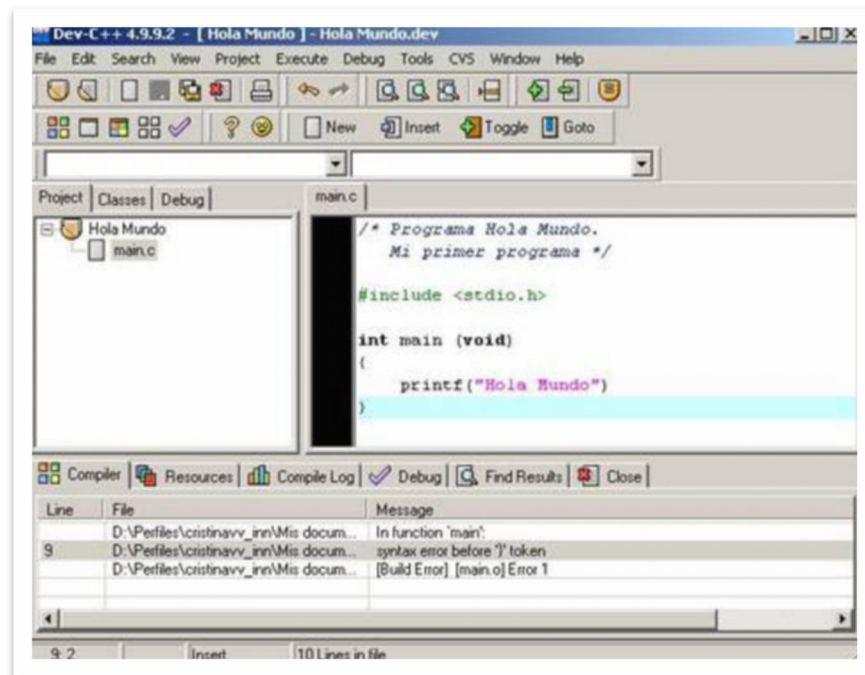 Dev-C++ 4.9.9.2 - [ Hola Mundo ] - Hola Mundo.dev
File Edit Search View Project Execute Debug Tools CVS Window Help
New Insert Toggle Goto
Project Classes Debug
main.c
Hola Mundo
main.c
/* Programa Hola Mundo.
Mi primer programa */
#include <stdio.h>
int main (void)
{
printf("Hola Mundo")
}
Compiler Resources Compile Log Debug Find Results Close
Line File Message
D:\Perfiles\cristinavv_inn\Mis docum... In function 'main':
9 D:\Perfiles\cristinavv_inn\Mis docum... syntax error before '}' token
D:\Perfiles\cristinavv_inn\Mis docum... [Build Error] [main.o] Error 1
9: 2 Insert 10 Lines in file